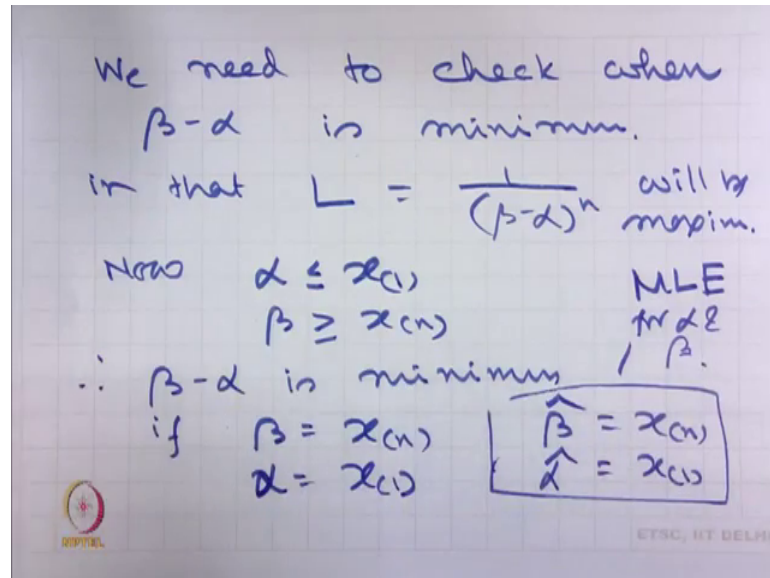 We need to check when
β-α is minimum.
in that L = 1/(β-α)^n will be
maxim.
Now α ≤ x(1)
β ≥ x(n)
MLE
for α &
β.
∴ β-α is minimum
if β = x(n)
α = x(1)
β̂ = x(n)
α̂ = x(1)
NPTEL
ETSC, IIT DELHI